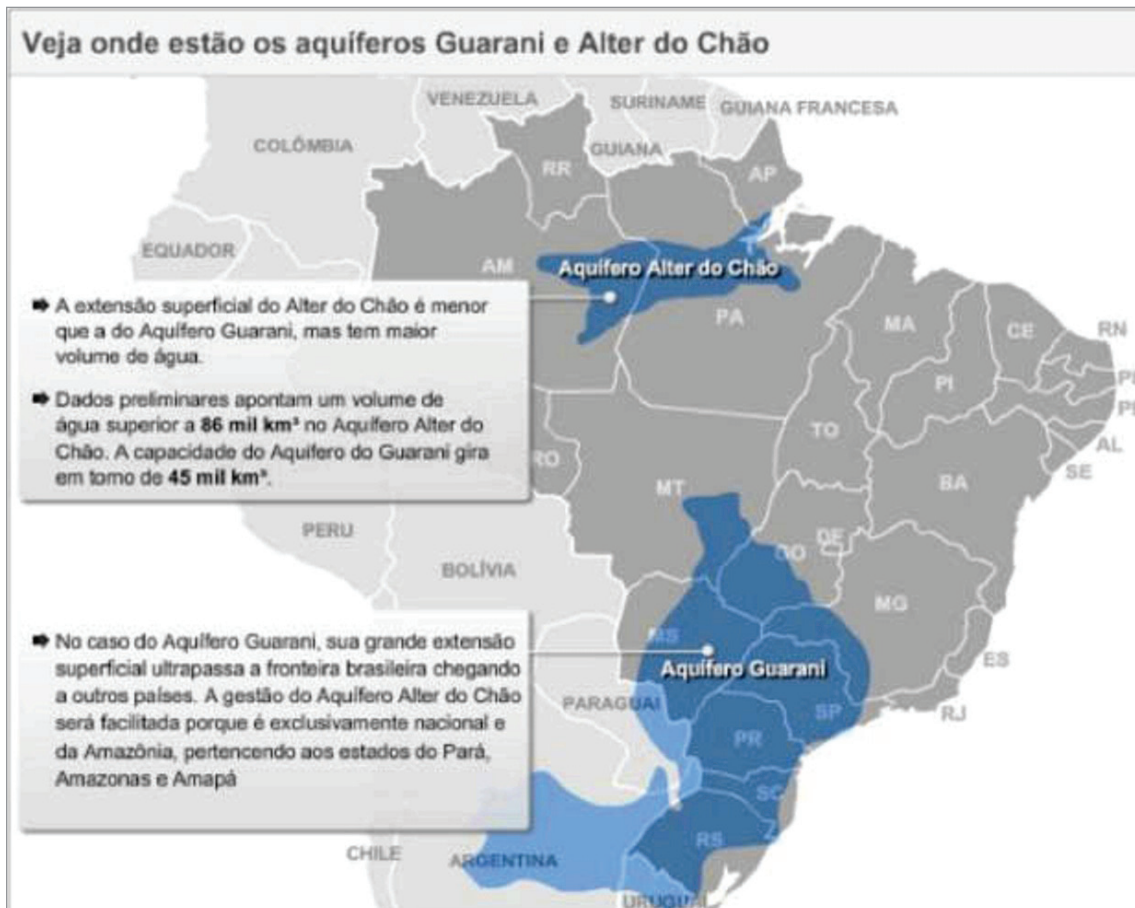 Veja onde estão os aquíferos Guarani e Alter do Chão
VENEZUELA
SURINAME
GUIANA FRANCESA
COLÔMBIA
GUIANA
RR
AP
EQUADOR
AM
Aquífero Alter do Chão
PA
MA
CE
RN
PI
TO
AL
SE
BA
➡ A extensão superficial do Alter do Chão é menor
que a do Aquífero Guarani, mas tem maior
volume de água.
➡ Dados preliminares apontam um volume de
água superior a 86 mil km³ no Aquífero Alter do
Chão. A capacidade do Aquífero do Guarani gira
em torno de 45 mil km³.
RO
MT
PERU
BOLÍVIA
GO
MG
ES
RJ
MS
Aquífero Guarani
SP
PARAGUAI
PR
SC
RS
➡ No caso do Aquífero Guarani, sua grande extensão
superficial ultrapassa a fronteira brasileira chegando
a outros países. A gestão do Aquífero Alter do Chão
será facilitada porque é exclusivamente nacional e
da Amazônia, pertencendo aos estados do Pará,
Amazonas e Amapá
CHILE
ARGENTINA
URUGUAI